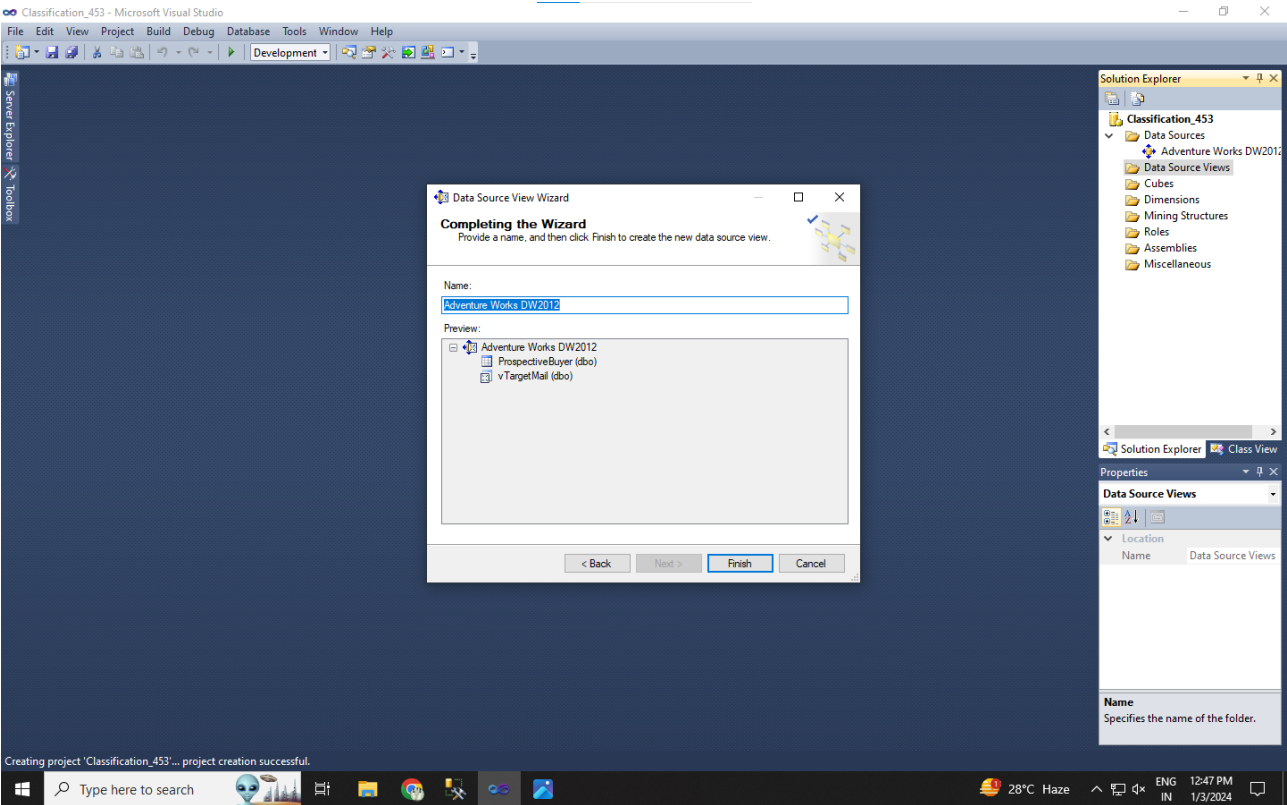 Classification_453 - Microsoft Visual Studio
File Edit View Project Build Debug Database Tools Window Help
Development
Server Explorer
Toolbox
Solution Explorer
Classification_453
Data Sources
Adventure Works DW2012
Data Source Views
Cubes
Dimensions
Mining Structures
Roles
Assemblies
Miscellaneous
Solution Explorer Class View
Data Source View Wizard
Completing the Wizard
Provide a name, and then click Finish to create the new data source view.
Name:
Adventure Works DW2012
Preview:
Adventure Works DW2012
ProspectiveBuyer (dbo)
vTargetMail (dbo)
< Back Next > Finish Cancel
Properties
Data Source Views
Location
Name Data Source Views
Name
Specifies the name of the folder.
Creating project 'Classification_453'... project creation successful.
Type here to search
1
28°C Haze
ENG
IN
12:47 PM
1/3/2024